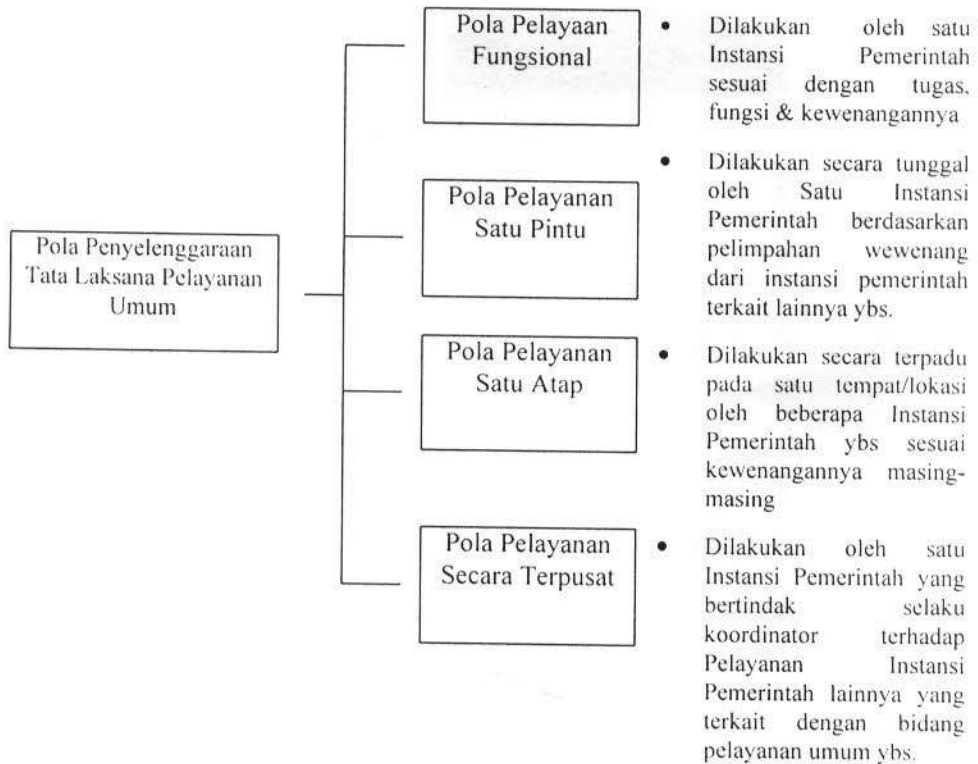 Pola Pelayaan
Fungsional
• Dilakukan oleh satu
Instansi Pemerintah
sesuai dengan tugas,
fungsi & kewenangannya
Pola Pelayanan
Satu Pintu
• Dilakukan secara tunggal
oleh Satu Instansi
Pemerintah berdasarkan
pelimpahan wewenang
dari instansi pemerintah
terkait lainnya ybs.
Pola Penyelenggaraan
Tata Laksana Pelayanan
Umum
Pola Pelayanan
Satu Atap
• Dilakukan secara terpadu
pada satu tempat/lokasi
oleh beberapa Instansi
Pemerintah ybs sesuai
kewenangannya masing-
masing
Pola Pelayanan
Secara Terpusat
• Dilakukan oleh satu
Instansi Pemerintah yang
bertindak selaku
koordinator terhadap
Pelayanan Instansi
Pemerintah lainnya yang
terkait dengan bidang
pelayanan umum ybs.